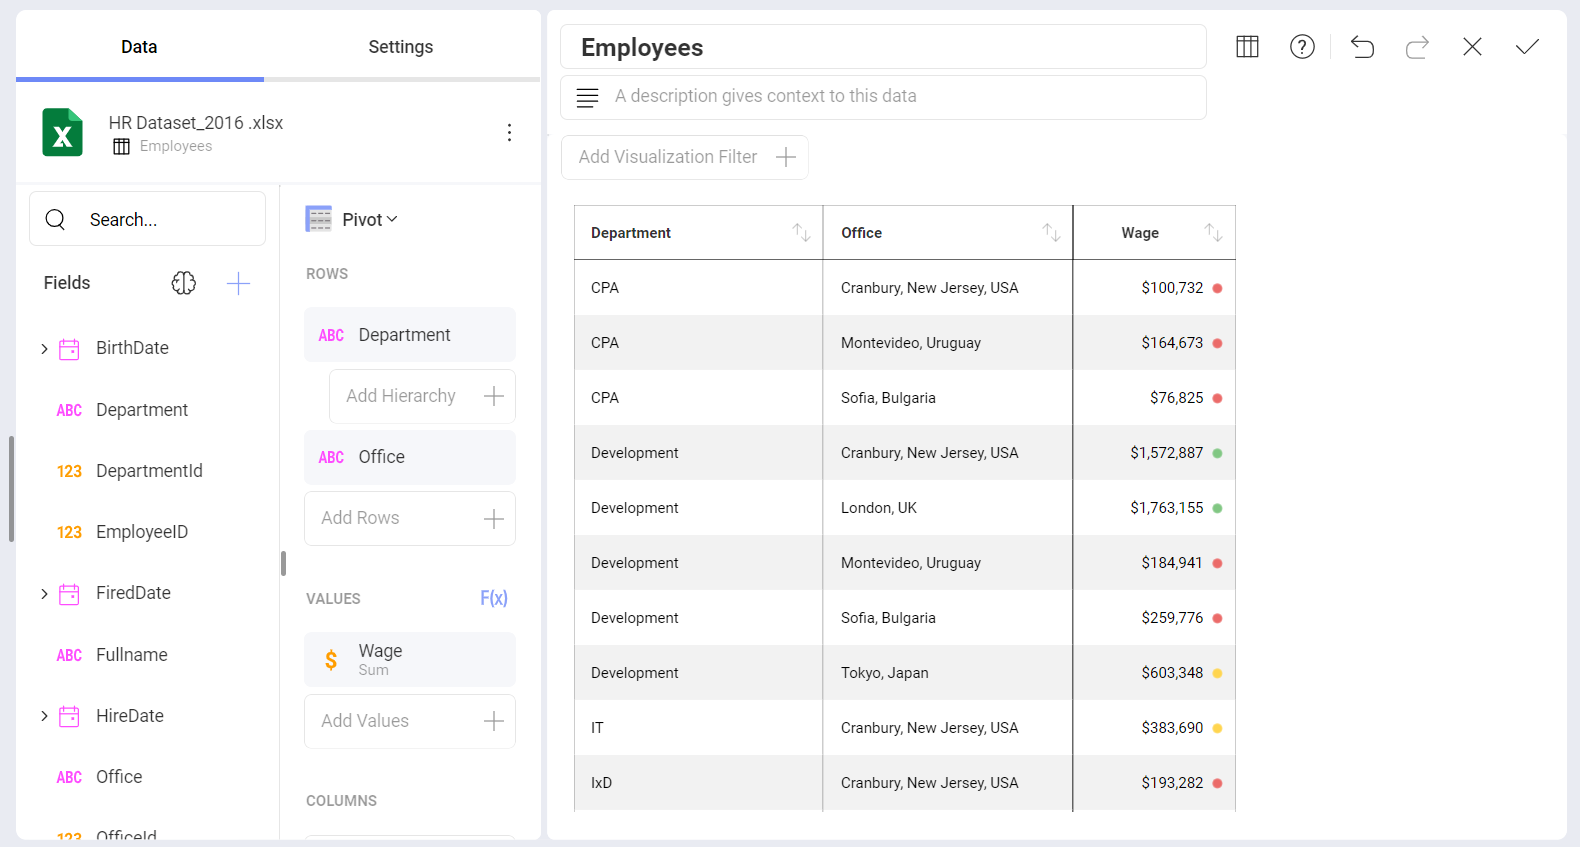 Data
Settings
HR Dataset_2016 .xlsx
Employees
Search...
Fields
BirthDate
ABC Department
123 DepartmentId
123 EmployeeID
FiredDate
ABC Fullname
HireDate
ABC Office
123 OfficeId
Pivot
ROWS
ABC Department
Add Hierarchy
ABC Office
Add Rows
VALUES
F(x)
$ Wage
Sum
Add Values
COLUMNS
Employees
A description gives context to this data
Add Visualization Filter
Department Office Wage
CPA Cranbury, New Jersey, USA $100,732
CPA Montevideo, Uruguay $164,673
CPA Sofia, Bulgaria $76,825
Development Cranbury, New Jersey, USA $1,572,887
Development London, UK $1,763,155
Development Montevideo, Uruguay $184,941
Development Sofia, Bulgaria $259,776
Development Tokyo, Japan $603,348
IT Cranbury, New Jersey, USA $383,690
IxD Cranbury, New Jersey, USA $193,282